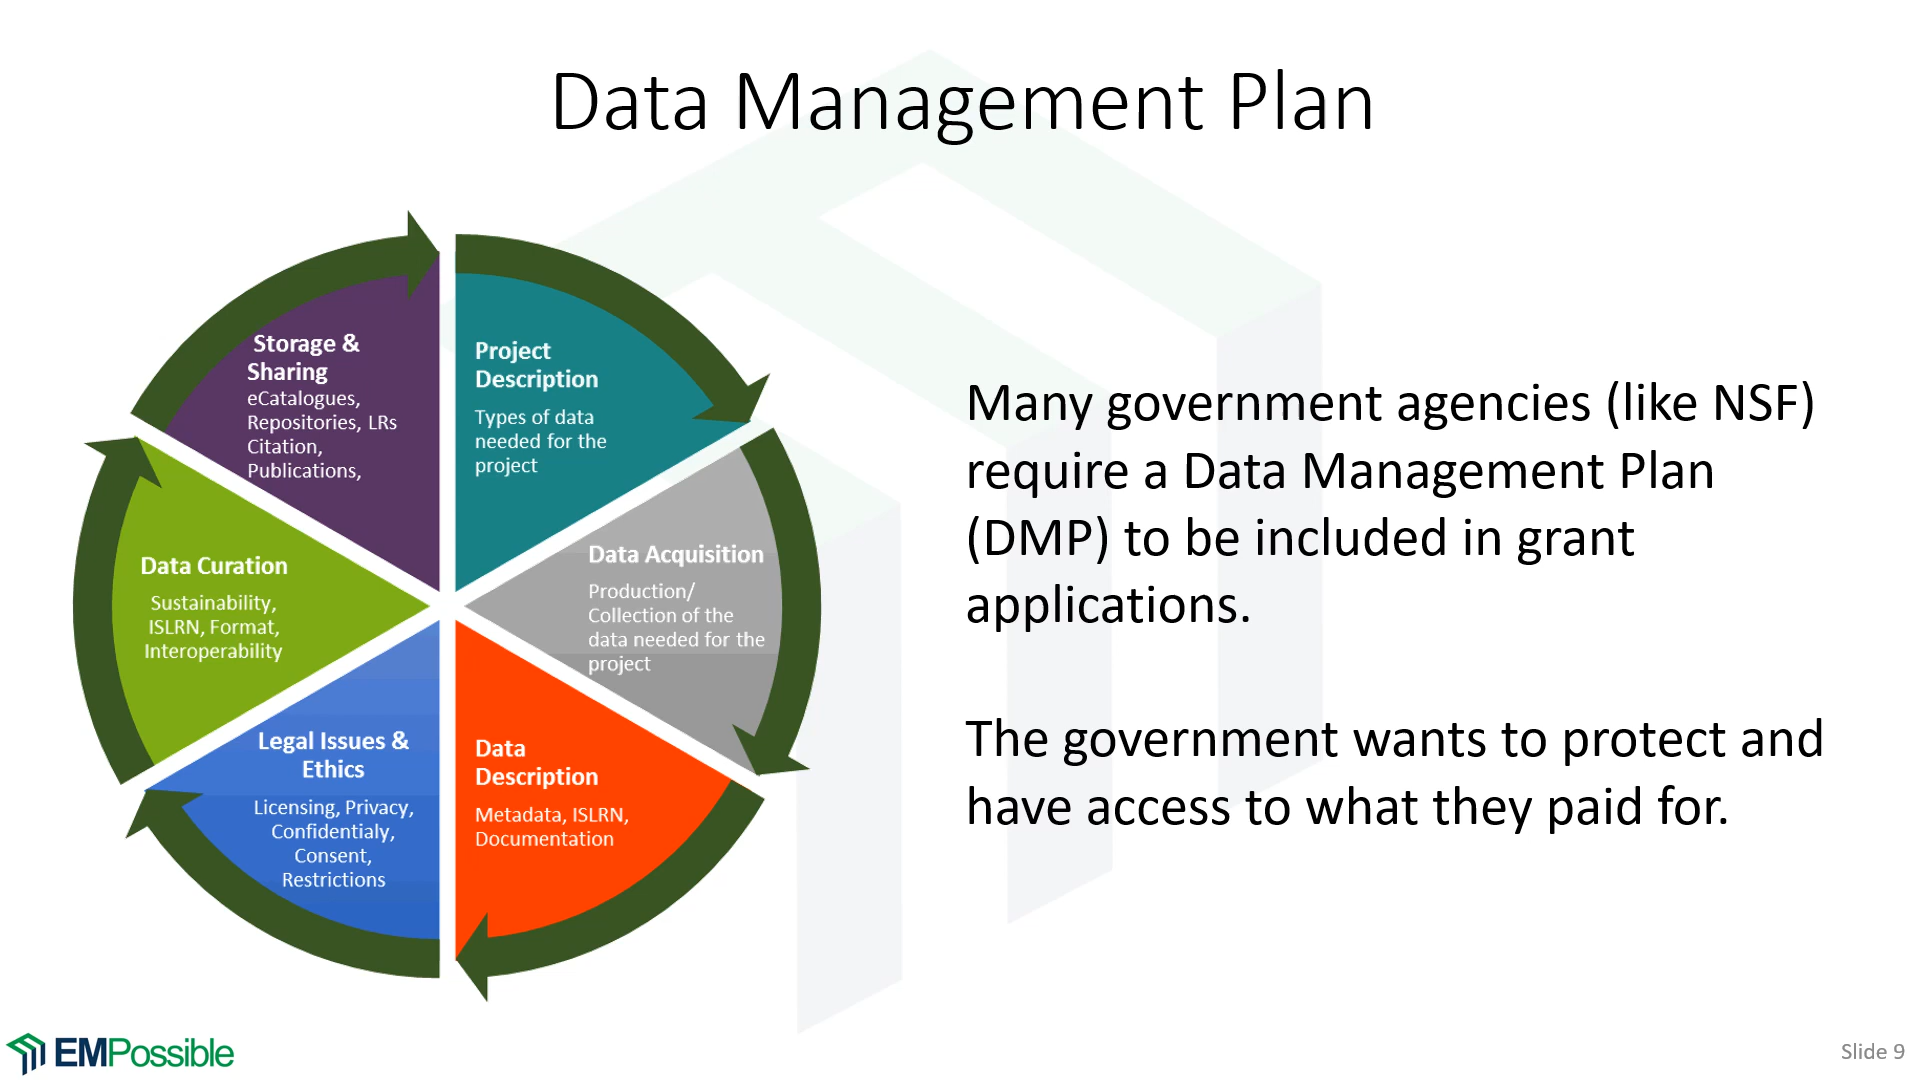 Data Management Plan
Storage &
Sharing
eCatalogues,
Repositories, LRs
Citation,
Publications,
Project
Description
Types of data
needed for the
project
Data Acquisition
Production/
Collection of the
data needed for the
project
Data
Description
Metadata, ISLRN,
Documentation
Legal Issues &
Ethics
Licensing, Privacy,
Confidentialy,
Consent,
Restrictions
Data Curation
Sustainability,
ISLRN, Format,
Interoperability
Many government agencies (like NSF)
require a Data Management Plan
(DMP) to be included in grant
applications.
The government wants to protect and
have access to what they paid for.
EMPossible
Slide 9